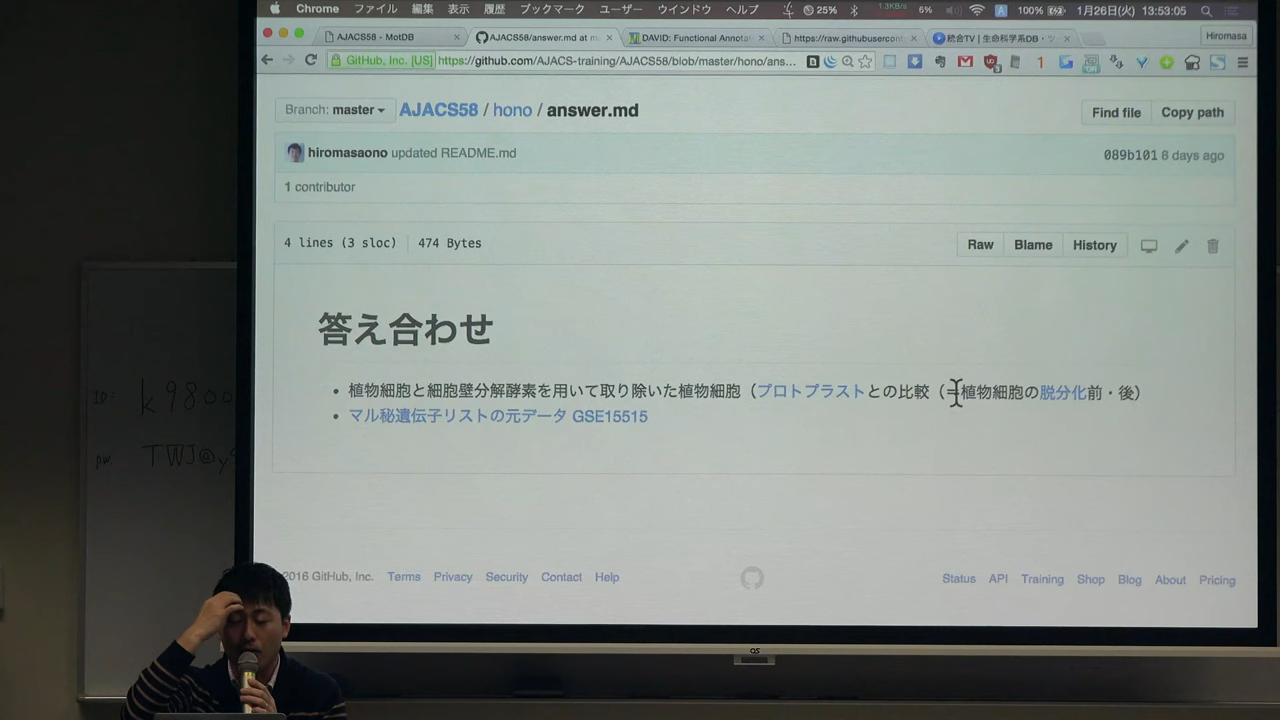 Chrome ファイル 編集 表示 履歴 ブックマーク ユーザー ウインドウ ヘルプ 25% 1.3KB/s 6% 100% 1月26日(火) 13:53:05
AJACS58 - MotDB
AJACS58/answer.md at m
DAVID: Functional Annota
https://raw.githubusercont
統合TV | 生命科学系DB・ツ
Hiromasa
GitHub, Inc. [US] https://github.com/AJACS-training/AJACS58/blob/master/hono/ans...
Branch: master AJACS58 / hono / answer.md
Find file Copy path
hiromasaono updated README.md
089b101 8 days ago
1 contributor
4 lines (3 sloc) 474 Bytes
Raw Blame History
答え合わせ
植物細胞と細胞壁分解酵素を用いて取り除いた植物細胞（プロトプラストとの比較（=植物細胞の脱分化前・後）
マル秘遺伝子リストの元データ GSE15515
2016 GitHub, Inc. Terms Privacy Security Contact Help
Status API Training Shop Blog About Pricing
ID: k9800
pw. TWJ@y